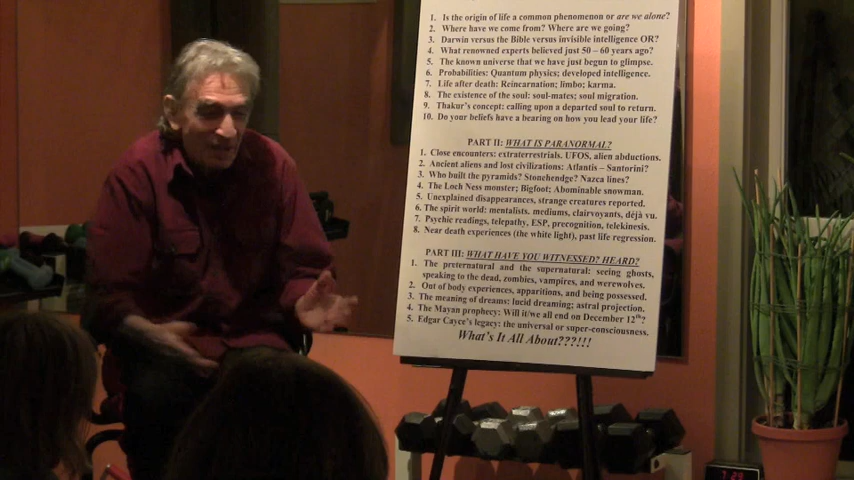 1. Is the origin of life a common phenomenon or are we alone?
2. Where have we come from? Where are we going?
3. Darwin versus the Bible versus invisible intelligence OR?
4. What renowned experts believed just 50 – 60 years ago?
5. The known universe that we have just begun to glimpse.
6. Probabilities: Quantum physics; developed intelligence.
7. Life after death: Reincarnation; limbo; karma.
8. The existence of the soul: soul-mates; soul migration.
9. Thakur's concept: calling upon a departed soul to return.
10. Do your beliefs have a bearing on how you lead your life?
PART II: WHAT IS PARANORMAL?
1. Close encounters: extraterrestrials. UFOS, alien abductions.
2. Ancient aliens and lost civilizations: Atlantis – Santorini?
3. Who built the pyramids? Stonehendge? Nazca lines?
4. The Loch Ness monster; Bigfoot; Abominable snowman.
5. Unexplained disappearances, strange creatures reported.
6. The spirit world: mentalists. mediums, clairvoyants, déjà vu.
7. Psychic readings, telepathy, ESP, precognition, telekinesis.
8. Near death experiences (the white light), past life regression.
PART III: WHAT HAVE YOU WITNESSED? HEARD?
1. The preternatural and the supernatural: seeing ghosts,
speaking to the dead, zombies, vampires, and werewolves.
2. Out of body experiences, apparitions, and being possessed.
3. The meaning of dreams: lucid dreaming; astral projection.
4. The Mayan prophecy: Will it/we all end on December 12th?
5. Edgar Cayce's legacy: the universal or super-consciousness.
What's It All About???!!!